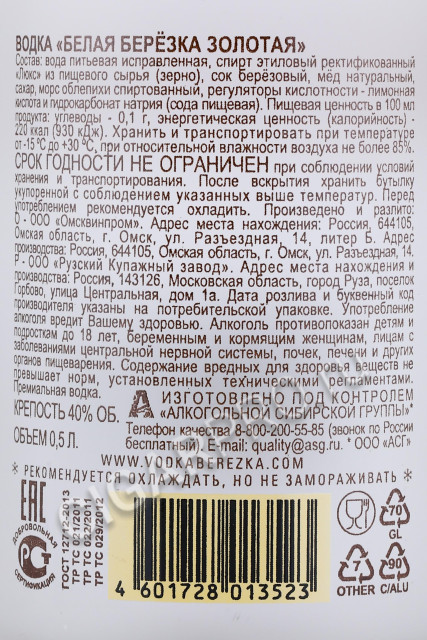 ВОДКА «БЕЛАЯ БЕРЁЗКА ЗОЛОТАЯ»
Состав: вода питьевая исправленная, спирт этиловый ректификованный
«Люкс» из пищевого сырья (зерно), сок берёзовый, мёд натуральный,
сахар, морс облепихи спиртованный, регуляторы кислотности - лимонная
кислота и гидрокарбонат натрия (сода пищевая). Пищевая ценность в 100 мл
продукта: углеводы - 0,1 г, энергетическая ценность (калорийность) -
220 ккал (930 кДж). Хранить и транспортировать при температуре
от -15°С до +30°С, при относительной влажности воздуха не более 85%.
СРОК ГОДНОСТИ НЕ ОГРАНИЧЕН при соблюдении условий
хранения и транспортирования. После вскрытия хранить бутылку
укупоренной с соблюдением указанных выше температур. Перед
употреблением рекомендуется охладить. Произведено и разлито:
D - ООО «Омсквинпром». Адрес места нахождения: Россия, 644105,
Омская область, г. Омск, ул. Разъездная, 14, литер Б. Адрес
производства: Россия, 644105, Омская область, г. Омск, ул. Разъездная, 14.
P - ООО «Рузский Купажный завод». Адрес места нахождения и
производства: Россия, 143126, Московская область, город Руза, поселок
Горбово, улица Центральная, дом 1а. Дата розлива и буквенный код
производителя указаны на потребительской упаковке. Употребление
алкоголя вредит Вашему здоровью. Алкоголь противопоказан детям и
подросткам до 18 лет, беременным и кормящим женщинам, лицам с
заболеваниями центральной нервной системы, почек, печени и других
органов пищеварения. Содержание вредных для здоровья веществ не
превышает норм, установленных техническими регламентами.
Премиальная водка.
КРЕПОСТЬ 40% ОБ.
ОБЪЕМ 0,5 Л.
ИЗГОТОВЛЕНО ПОД КОНТРОЛЕМ
«АЛКОГОЛЬНОЙ СИБИРСКОЙ ГРУППЫ»
Телефон качества 8-800-200-55-85 (звонок по России
бесплатный), e-mail: quality@asg.ru. * ООО «АСГ»
WWW.VODKABEREZKA.COM
* РЕКОМЕНДУЕТСЯ ОХЛАЖДАТЬ, НО НЕ ЗАМОРАЖИВАТЬ *
EAC
ДОБРОВОЛЬНАЯ
СЕРТИФИКАЦИЯ
ГОСТ 12712-2013
ТР ТС 021/2011
ТР ТС 022/2011
ТР ТС 029/2012
4 601728 013523
70
GL
7
OTHER
90
C/ALU
CIGARPRO.RU